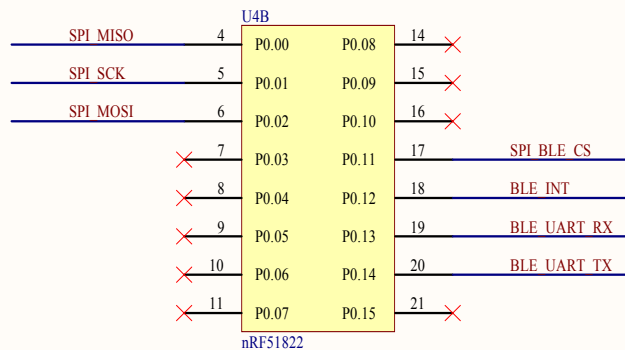 U4B
SPI_MISO 4 P0.00 P0.08 14
SPI_SCK 5 P0.01 P0.09 15
SPI_MOSI 6 P0.02 P0.10 16
7 P0.03 P0.11 17 SPI_BLE_CS
8 P0.04 P0.12 18 BLE_INT
9 P0.05 P0.13 19 BLE_UART_RX
10 P0.06 P0.14 20 BLE_UART_TX
11 P0.07 P0.15 21
nRF51822